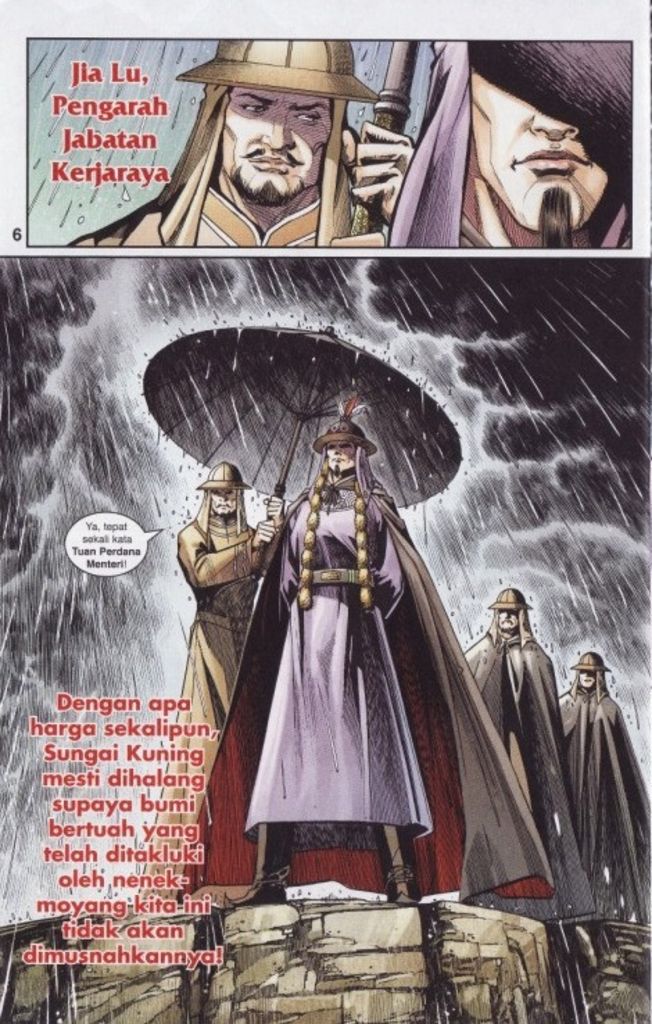 Jia Lu,
Pengarah
Jabatan
Kerjaraya
6
Ya, tepat
sekali kata
Tuan Perdana
Menteri!
Dengan apa
harga sekalipun,
Sungai Kuning
mesti dihalang
supaya bumi
bertuah yang
telah ditakluki
oleh nenek-
moyang kita ini
tidak akan
dimusnahkannya!